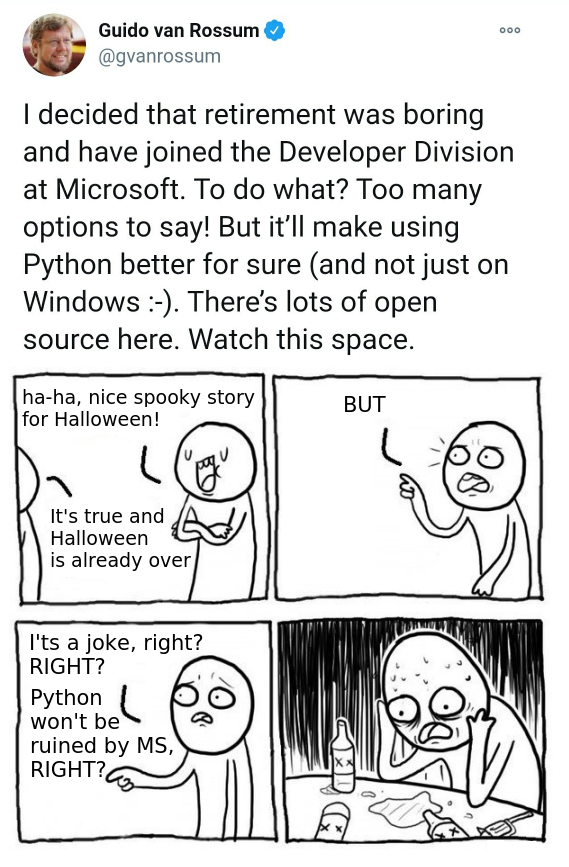 Guido van Rossum
@gvanrossum
I decided that retirement was boring
and have joined the Developer Division
at Microsoft. To do what? Too many
options to say! But it’ll make using
Python better for sure (and not just on
Windows :-). There’s lots of open
source here. Watch this space.
ha-ha, nice spooky story
for Halloween!
It's true and
Halloween
is already over
BUT
I'ts a joke, right?
RIGHT?
Python
won't be
ruined by MS,
RIGHT?
x x
x x
x x